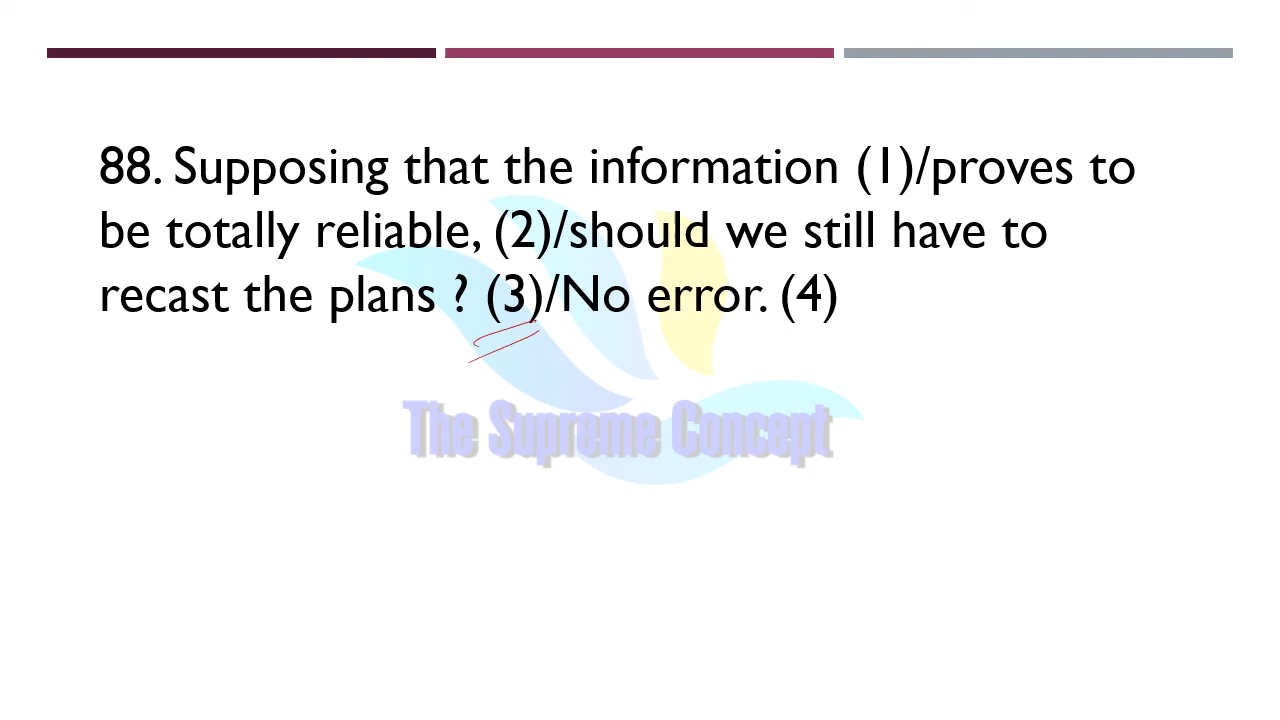 88. Supposing that the information (1)/proves to
be totally reliable, (2)/should we still have to
recast the plans ? (3)/No error. (4)
The Supreme Concept